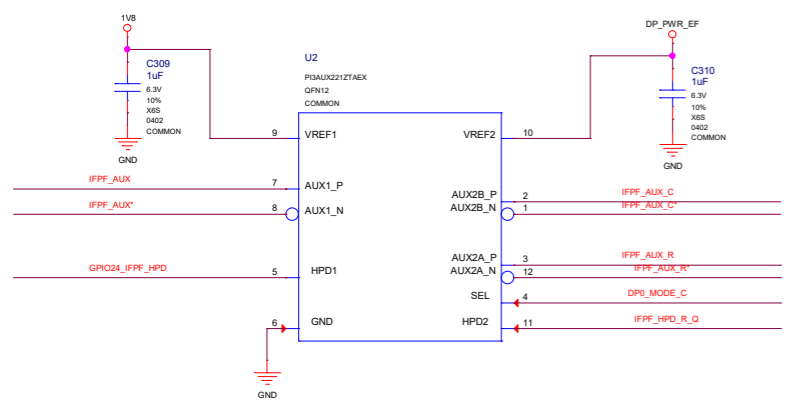 1V8
DP_PWR_EF
U2
C309
1uF
6.3V
10%
X6S
0402
COMMON
GND
PI3AUX221ZTAEX
QFN12
COMMON
C310
1uF
6.3V
10%
X6S
0402
COMMON
GND
9 VREF1
VREF2 10
IFPF_AUX
7 AUX1_P
IFPF_AUX*
8 AUX1_N
AUX2B_P 2 IFPF_AUX_C
AUX2B_N 1 IFPF_AUX_C*
AUX2A_P 3 IFPF_AUX_R
AUX2A_N 12 IFPF_AUX_R*
GPIO24_IFPF_HPD 5 HPD1
SEL 4 DP0_MODE_C
6 GND
HPD2 11 IFPF_HPD_R_Q
GND